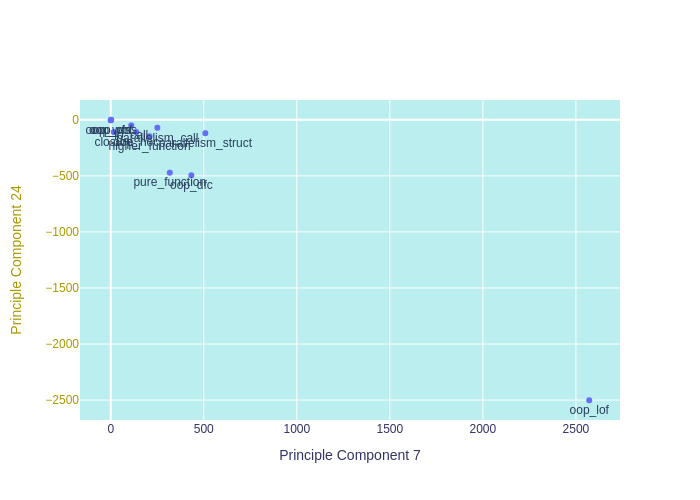 0
−500
−1000
−1500
−2000
−2500
Principle Component 24
parallelism_call
parallelism_struct
higher_function
pure_function
oop_dfc
oop_lof
0
500
1000
1500
2000
2500
Principle Component 7